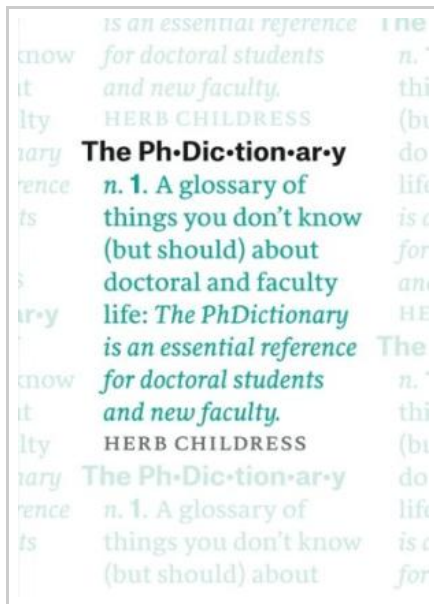 is an essential reference
for doctoral students
and new faculty.
HERB CHILDRESS
The Ph•Dic•tion•ar•y
n. 1. A glossary of
things you don't know
(but should) about
doctoral and faculty
life: The PhDictionary
is an essential reference
for doctoral students
and new faculty.
HERB CHILDRESS
The Ph•Dic•tion•ar•y
n. 1. A glossary of
things you don't know
(but should) about